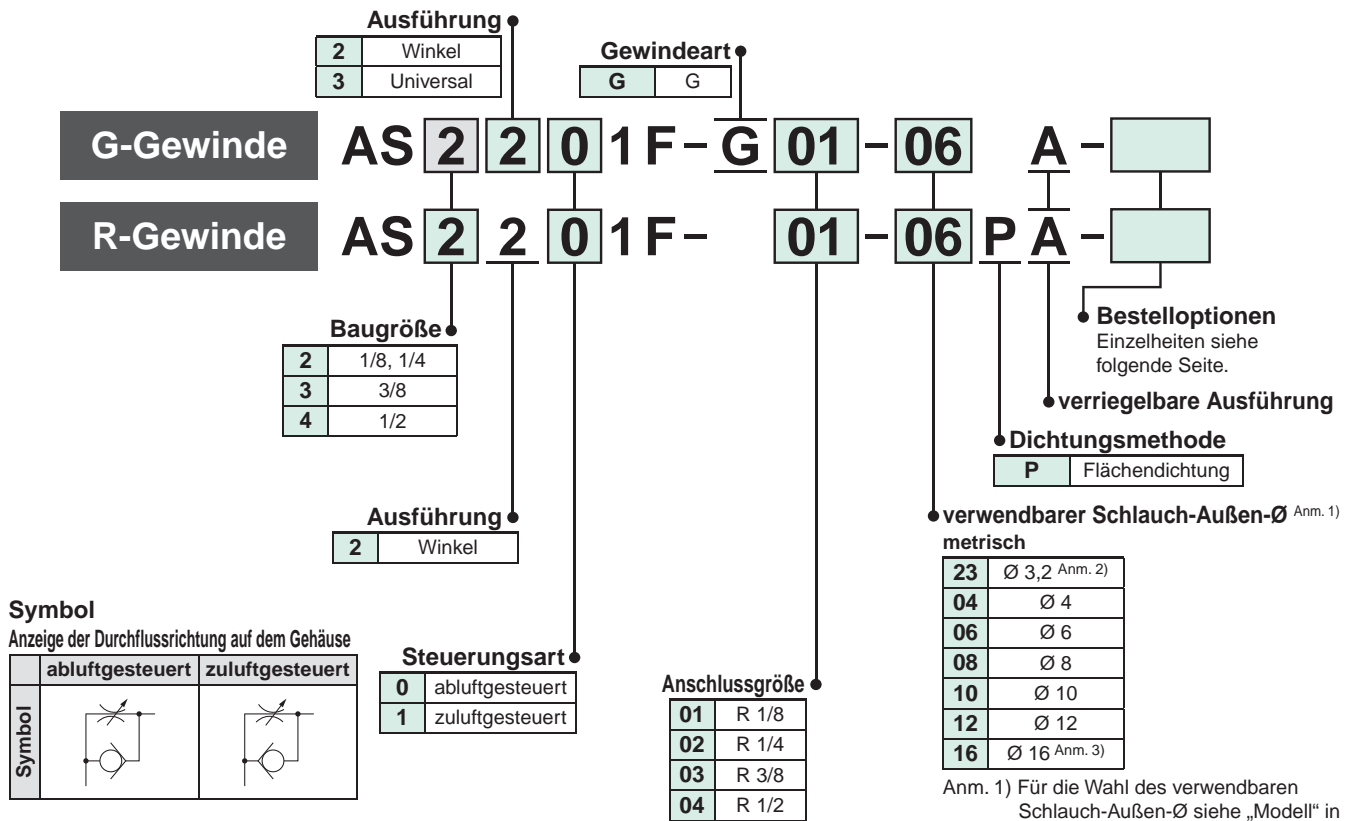 Ausführung
2 Winkel
3 Universal
Gewindeart
G G
G-Gewinde AS 2 2 0 1 F - G 01 - 06 A -
R-Gewinde AS 2 2 0 1 F - 01 - 06 P A -
Baugröße
2 1/8, 1/4
3 3/8
4 1/2
Bestelloptionen
Einzelheiten siehe
folgende Seite.
verriegelbare Ausführung
Dichtungsmethode
P Flächendichtung
Ausführung
2 Winkel
verwendbarer Schlauch-Außen-Ø Anm. 1)
metrisch
23 Ø 3,2 Anm. 2)
04 Ø 4
06 Ø 6
08 Ø 8
10 Ø 10
12 Ø 12
16 Ø 16 Anm. 3)
Symbol
Anzeige der Durchflussrichtung auf dem Gehäuse
abluftgesteuert zuluftgesteuert
Symbol
Steuerungsart
0 abluftgesteuert
1 zuluftgesteuert
Anschlussgröße
01 R 1/8
02 R 1/4
03 R 3/8
04 R 1/2
Anm. 1) Für die Wahl des verwendbaren
Schlauch-Außen-Ø siehe „Modell“ in